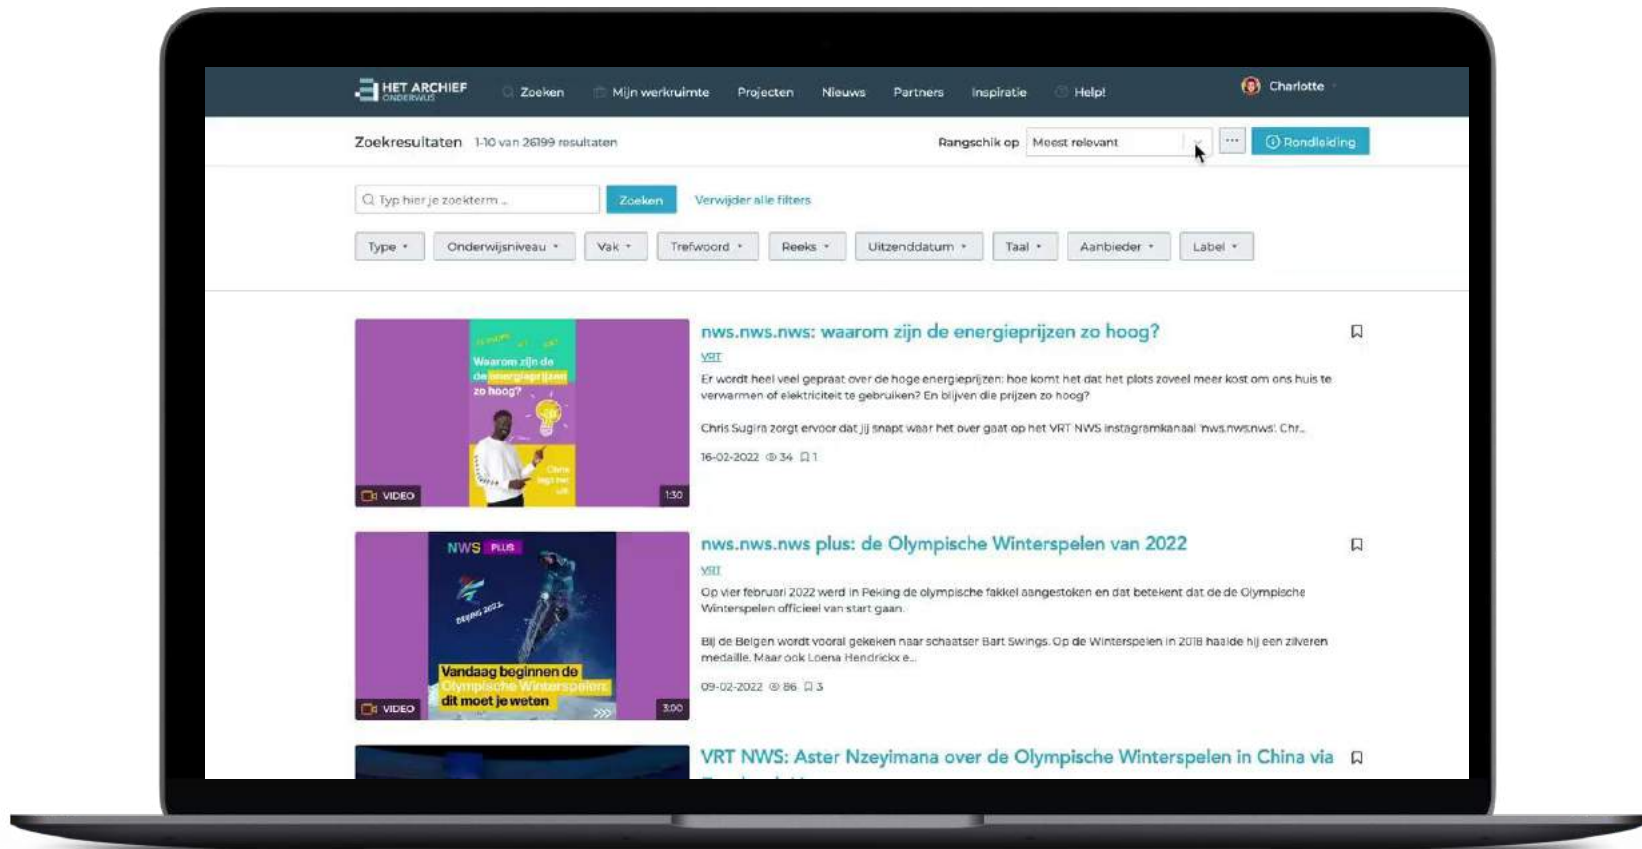 HET ARCHIEF
ONDERWIJS
Zoeken
Mijn werkruimte
Projecten
Nieuws
Partners
Inspiratie
Help!
Charlotte
Zoekresultaten 1-10 van 26199 resultaten
Rangschik op
Meest relevant
Rondleiding
Typ hier je zoekterm ...
Zoeken
Verwijder alle filters
Type
Onderwijsniveau
Vak
Trefwoord
Reeks
Uitzenddatum
Taal
Aanbieder
Label
Waarom zijn de
de energieprijzen
zo hoog?
Chris
legt het
uit
VIDEO
1:30
nws.nws.nws: waarom zijn de energieprijzen zo hoog?
VRT
Er wordt heel veel gepraat over de hoge energieprijzen: hoe komt het dat het plots zoveel meer kost om ons huis te
verwarmen of elektriciteit te gebruiken? En blijven die prijzen zo hoog?
Chris Sugira zorgt ervoor dat jij snapt waar het over gaat op het VRT NWS instagramkanaal 'nws.nws.nws'. Chr...
16-02-2022 34 1
NWS PLUS
BEIJING 2022
Vandaag beginnen de
Olympische Winterspelen:
dit moet je weten
VIDEO
3:00
nws.nws.nws plus: de Olympische Winterspelen van 2022
VRT
Op vier februari 2022 werd in Peking de olympische fakkel aangestoken en dat betekent dat de de Olympische
Winterspelen officieel van start gaan.
Bij de Belgen wordt vooral gekeken naar schaatser Bart Swings. Op de Winterspelen in 2018 haalde hij een zilveren
medaille. Maar ook Loena Hendrickx e...
09-02-2022 86 3
VRT NWS: Aster Nzeyimana over de Olympische Winterspelen in China via